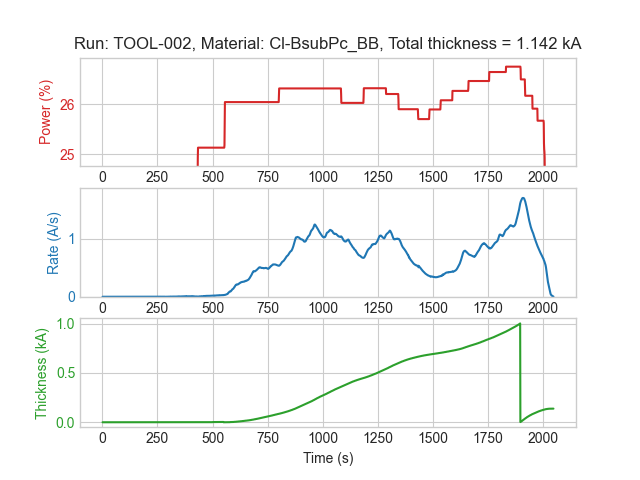 Run: TOOL-002, Material: Cl-BsubPc_BB, Total thickness = 1.142 kA
Power (%)
26
25
0 250 500 750 1000 1250 1500 1750 2000
Rate (A/s)
1
0
0 250 500 750 1000 1250 1500 1750 2000
Thickness (kA)
1.0
0.5
0.0
0 250 500 750 1000 1250 1500 1750 2000
Time (s)